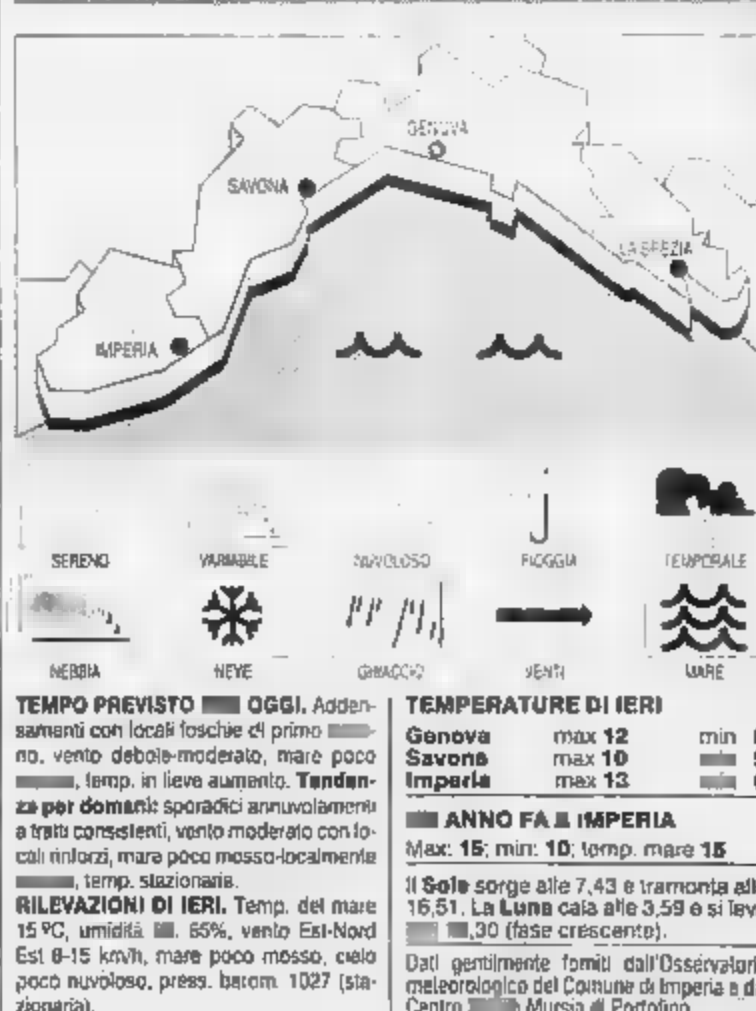 GENOVA
SAVONA
LA SPEZIA
IMPERIA
SERENO
VARIABILE
NUVOLOSO
PIOGGIA
TEMPORALE
NEBBIA
NEVE
GHIACCIO
VENTI
MARE
TEMPO PREVISTO OGGI. Adden-
samenti con locali foschie di primo
no, vento debole-moderato, mare poco
, temp. in lieve aumento. Tenden-
za per domani: sporadici annuvolamenti
a tratti consistenti, vento moderato con lo-
cali rinforzi, mare poco mosso-localmente
, temp. stazionaria.
RILEVAZIONI DI IERI. Temp. del mare
15 ºC, umidità 65%, vento Est-Nord
Est 8-15 km/h, mare poco mosso, cielo
poco nuvoloso, press. barom. 1027 (sta-
zionaria).
TEMPERATURE DI IERI
Genova max 12 min
Savona max 10
Imperia max 13
ANNO FA IMPERIA
Max: 15; min: 10; temp. mare 15
Il Sole sorge alle 7,43 e tramonta all
16,51. La Luna cala alle 3,59 e si lev
,30 (fase crescente).
Dati gentilmente forniti dall'Osservatori
meteorologico del Comune di Imperia e d
Centro Mursia di Portofino